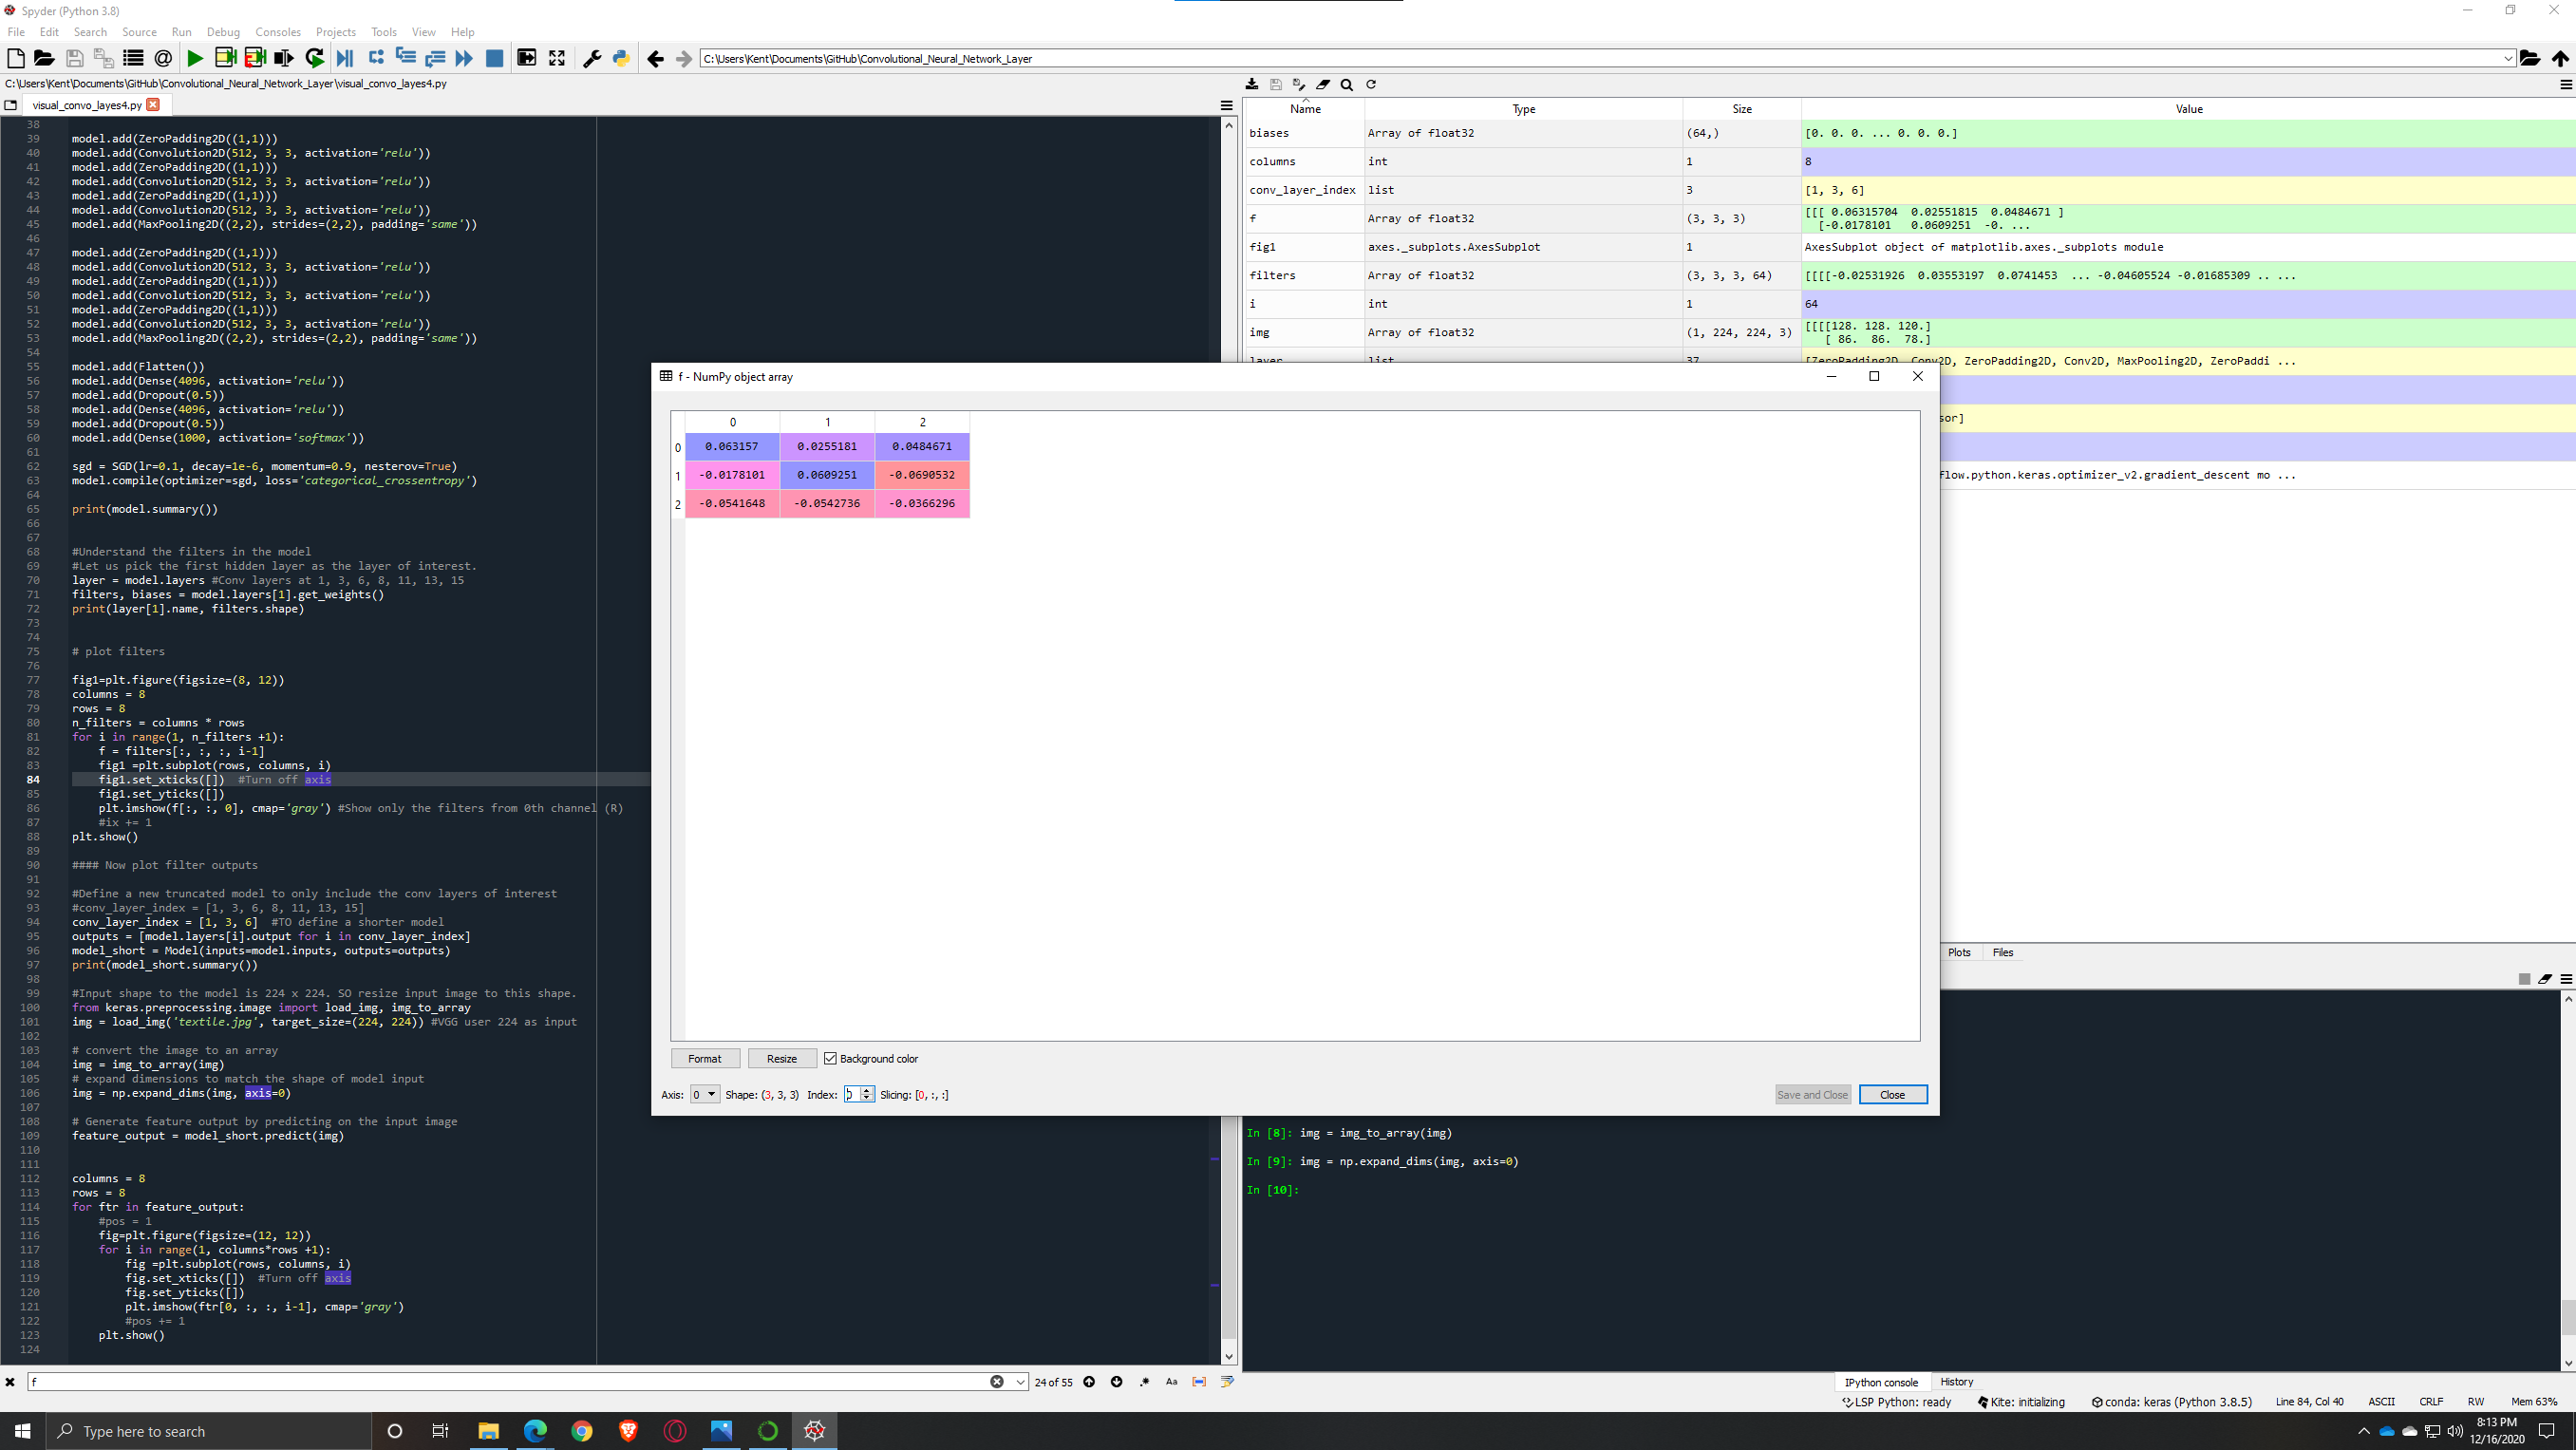 Spyder (Python 3.8)
File Edit Search Source Run Debug Consoles Projects Tools View Help
C:\Users\Kent\Documents\GitHub\Convolutional_Neural_Network_Layer
C:\Users\Kent\Documents\GitHub\Convolutional_Neural_Network_Layer\visual_convo_layes4.py
visual_convo_layes4.py
38
39 model.add(ZeroPadding2D((1,1)))
40 model.add(Convolution2D(512, 3, 3, activation='relu'))
41 model.add(ZeroPadding2D((1,1)))
42 model.add(Convolution2D(512, 3, 3, activation='relu'))
43 model.add(ZeroPadding2D((1,1)))
44 model.add(Convolution2D(512, 3, 3, activation='relu'))
45 model.add(MaxPooling2D((2,2), strides=(2,2), padding='same'))
46
47 model.add(ZeroPadding2D((1,1)))
48 model.add(Convolution2D(512, 3, 3, activation='relu'))
49 model.add(ZeroPadding2D((1,1)))
50 model.add(Convolution2D(512, 3, 3, activation='relu'))
51 model.add(ZeroPadding2D((1,1)))
52 model.add(Convolution2D(512, 3, 3, activation='relu'))
53 model.add(MaxPooling2D((2,2), strides=(2,2), padding='same'))
54
55 model.add(Flatten())
56 model.add(Dense(4096, activation='relu'))
57 model.add(Dropout(0.5))
58 model.add(Dense(4096, activation='relu'))
59 model.add(Dropout(0.5))
60 model.add(Dense(1000, activation='softmax'))
61
62 sgd = SGD(lr=0.1, decay=1e-6, momentum=0.9, nesterov=True)
63 model.compile(optimizer=sgd, loss='categorical_crossentropy')
64
65 print(model.summary())
66
67
68 #Understand the filters in the model
69 #Let us pick the first hidden layer as the layer of interest.
70 layer = model.layers #Conv layers at 1, 3, 6, 8, 11, 13, 15
71 filters, biases = model.layers[1].get_weights()
72 print(layer[1].name, filters.shape)
73
74
75 # plot filters
76
77 fig1=plt.figure(figsize=(8, 12))
78 columns = 8
79 rows = 8
80 n_filters = columns * rows
81 for i in range(1, n_filters +1):
82 f = filters[:, :, :, i-1]
83 fig1 =plt.subplot(rows, columns, i)
84 fig1.set_xticks([]) #Turn off axis
85 fig1.set_yticks([])
86 plt.imshow(f[:, :, 0], cmap='gray') #Show only the filters from 0th channel (R)
87 #ix += 1
88 plt.show()
89
90 #### Now plot filter outputs
91
92 #Define a new truncated model to only include the conv layers of interest
93 #conv_layer_index = [1, 3, 6, 8, 11, 13, 15]
94 conv_layer_index = [1, 3, 6] #TO define a shorter model
95 outputs = [model.layers[i].output for i in conv_layer_index]
96 model_short = Model(inputs=model.inputs, outputs=outputs)
97 print(model_short.summary())
98
99 #Input shape to the model is 224 x 224. SO resize input image to this shape.
100 from keras.preprocessing.image import load_img, img_to_array
101 img = load_img('textile.jpg', target_size=(224, 224)) #VGG user 224 as input
102
103 # convert the image to an array
104 img = img_to_array(img)
105 # expand dimensions to match the shape of model input
106 img = np.expand_dims(img, axis=0)
107
108 # Generate feature output by predicting on the input image
109 feature_output = model_short.predict(img)
110
111
112 columns = 8
113 rows = 8
114 for ftr in feature_output:
115 #pos = 1
116 fig=plt.figure(figsize=(12, 12))
117 for i in range(1, columns*rows +1):
118 fig =plt.subplot(rows, columns, i)
119 fig.set_xticks([]) #Turn off axis
120 fig.set_yticks([])
121 plt.imshow(ftr[0, :, :, i-1], cmap='gray')
122 #pos += 1
123 plt.show()
124
f
24 of 55
Aa
Name Type Size Value
biases Array of float32 (64,) [0. 0. 0. ... 0. 0. 0.]
columns int 1 8
conv_layer_index list 3 [1, 3, 6]
f Array of float32 (3, 3, 3) [[[ 0.06315704 0.02551815 0.0484671 ]
[-0.0178101 0.0609251 -0. ...
fig1 axes._subplots.AxesSubplot 1 AxesSubplot object of matplotlib.axes._subplots module
filters Array of float32 (3, 3, 3, 64) [[[[-0.02531926 0.03553197 0.0741453 ... -0.04605524 -0.01685309 .. ...
i int 1 64
img Array of float32 (1, 224, 224, 3) [[[[128. 128. 120.]
[ 86. 86. 78.]
layer list 37 [ZeroPadding2D, Conv2D, ZeroPadding2D, Conv2D, MaxPooling2D, ZeroPaddi ...
sor]
flow.python.keras.optimizer_v2.gradient_descent mo ...
f - NumPy object array
0 1 2
0 0.063157 0.0255181 0.0484671
1 -0.0178101 0.0609251 -0.0690532
2 -0.0541648 -0.0542736 -0.0366296
Format Resize Background color
Axis: 0 Shape: (3, 3, 3) Index: Slicing: [0, :, :] Save and Close Close
Plots Files
In [8]: img = img_to_array(img)
In [9]: img = np.expand_dims(img, axis=0)
In [10]:
IPython console History
LSP Python: ready Kite: initializing conda: keras (Python 3.8.5) Line 84, Col 40 ASCII CRLF RW Mem 63%
Type here to search
8:13 PM
12/16/2020